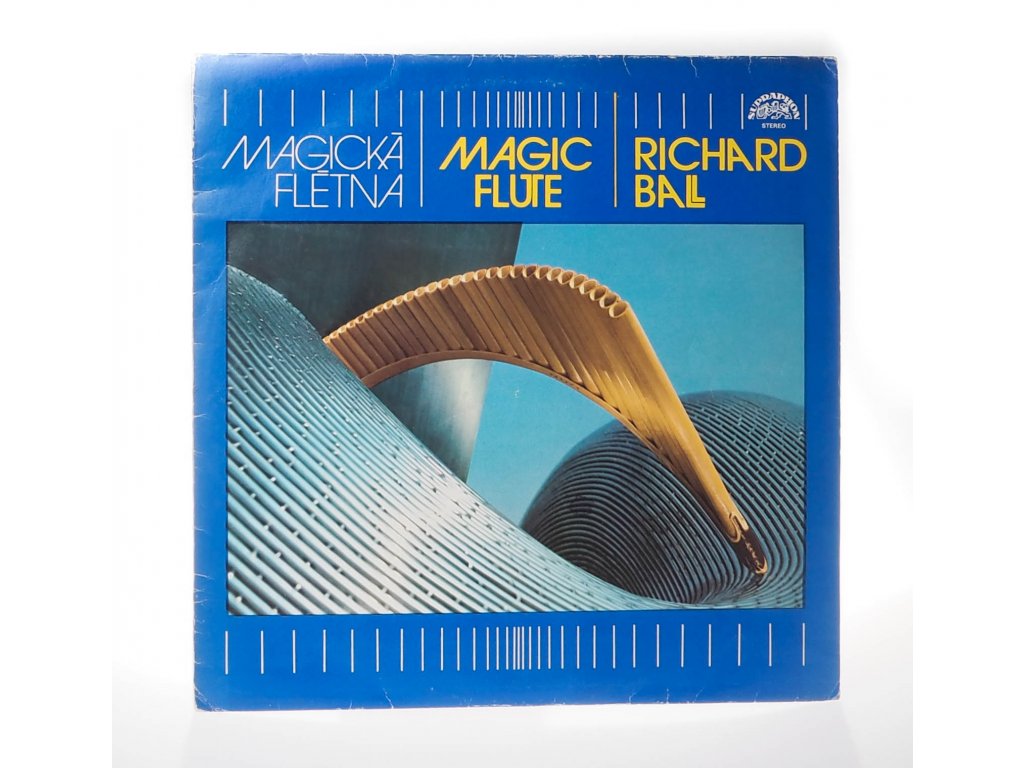 MAGICKÁ
FLÉTNA
MAGIC
FLUTE
RICHARD
BALL
SUPRAPHON
STEREO